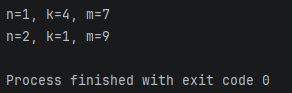 n=1, k=4, m=7
n=2, k=1, m=9
Process finished with exit code 0